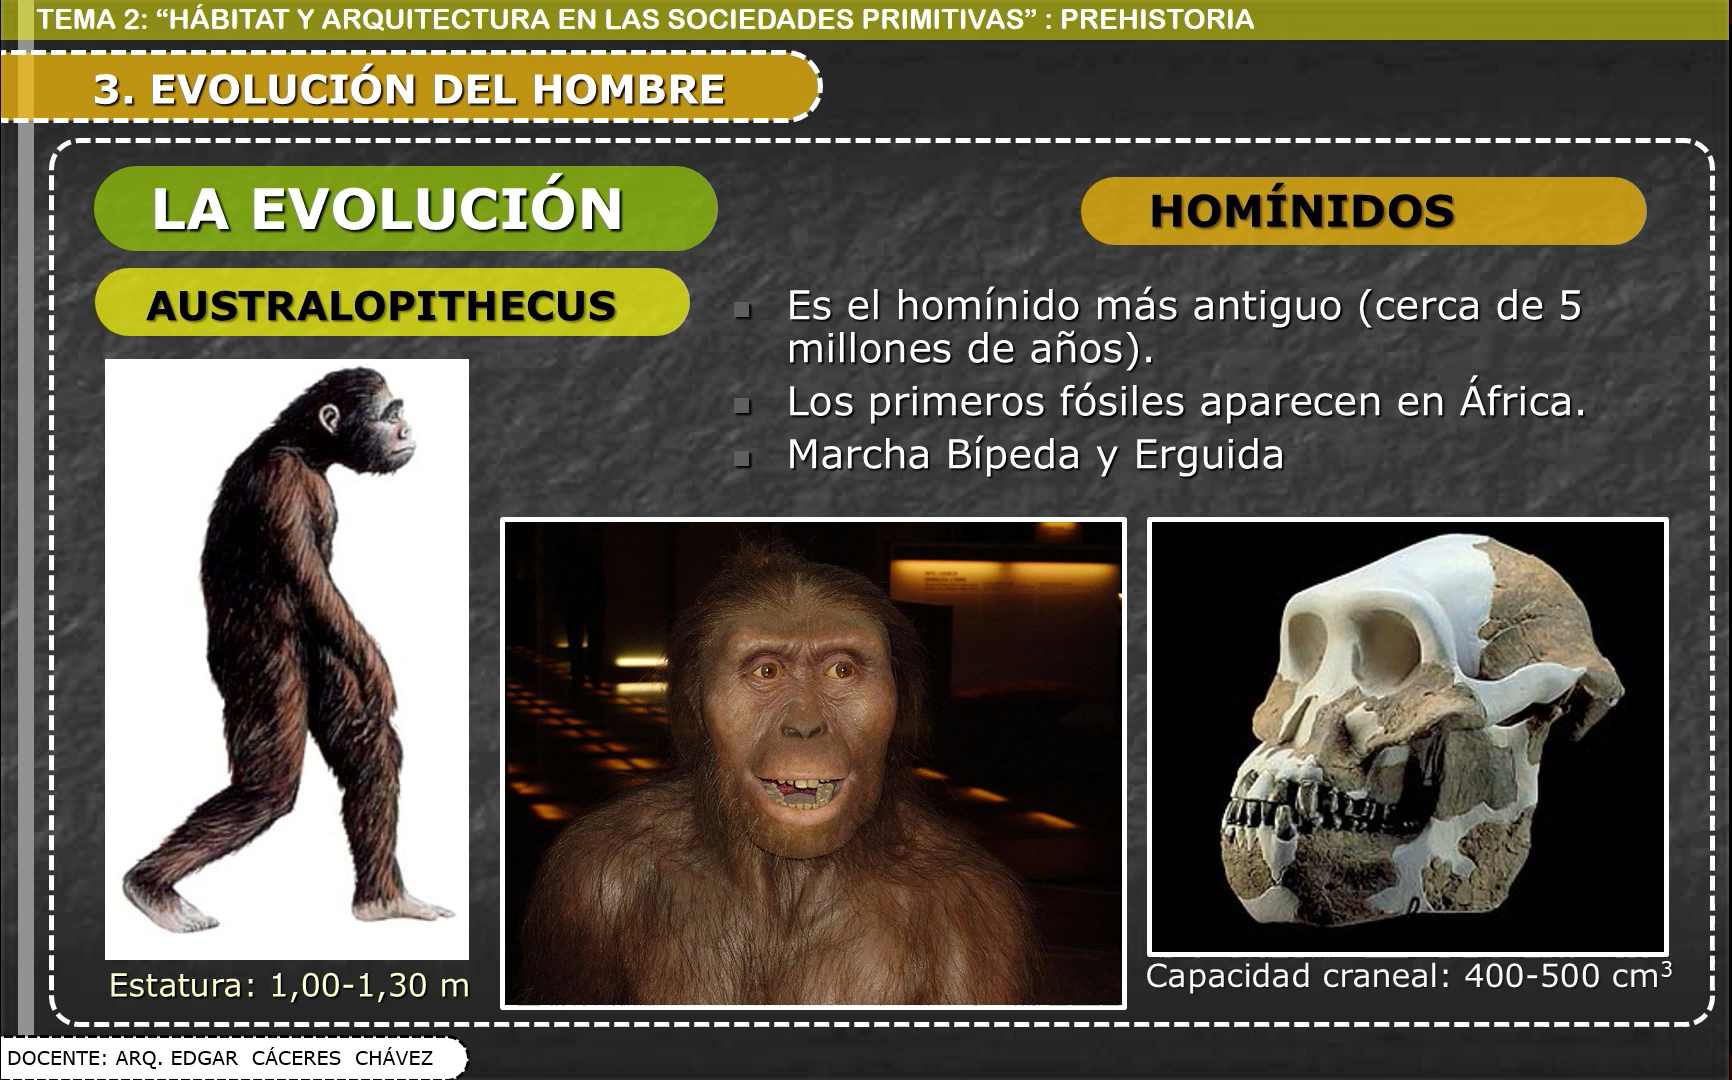 TEMA 2: “HÁBITAT Y ARQUITECTURA EN LAS SOCIEDADES PRIMITIVAS” : PREHISTORIA
3. EVOLUCIÓN DEL HOMBRE
LA EVOLUCIÓN
HOMÍNIDOS
AUSTRALOPITHECUS
Es el homínido más antiguo (cerca de 5
millones de años).
Los primeros fósiles aparecen en África.
Marcha Bípeda y Erguida
Estatura: 1,00-1,30 m
Capacidad craneal: 400-500 cm³
DOCENTE: ARQ. EDGAR CÁCERES CHÁVEZ